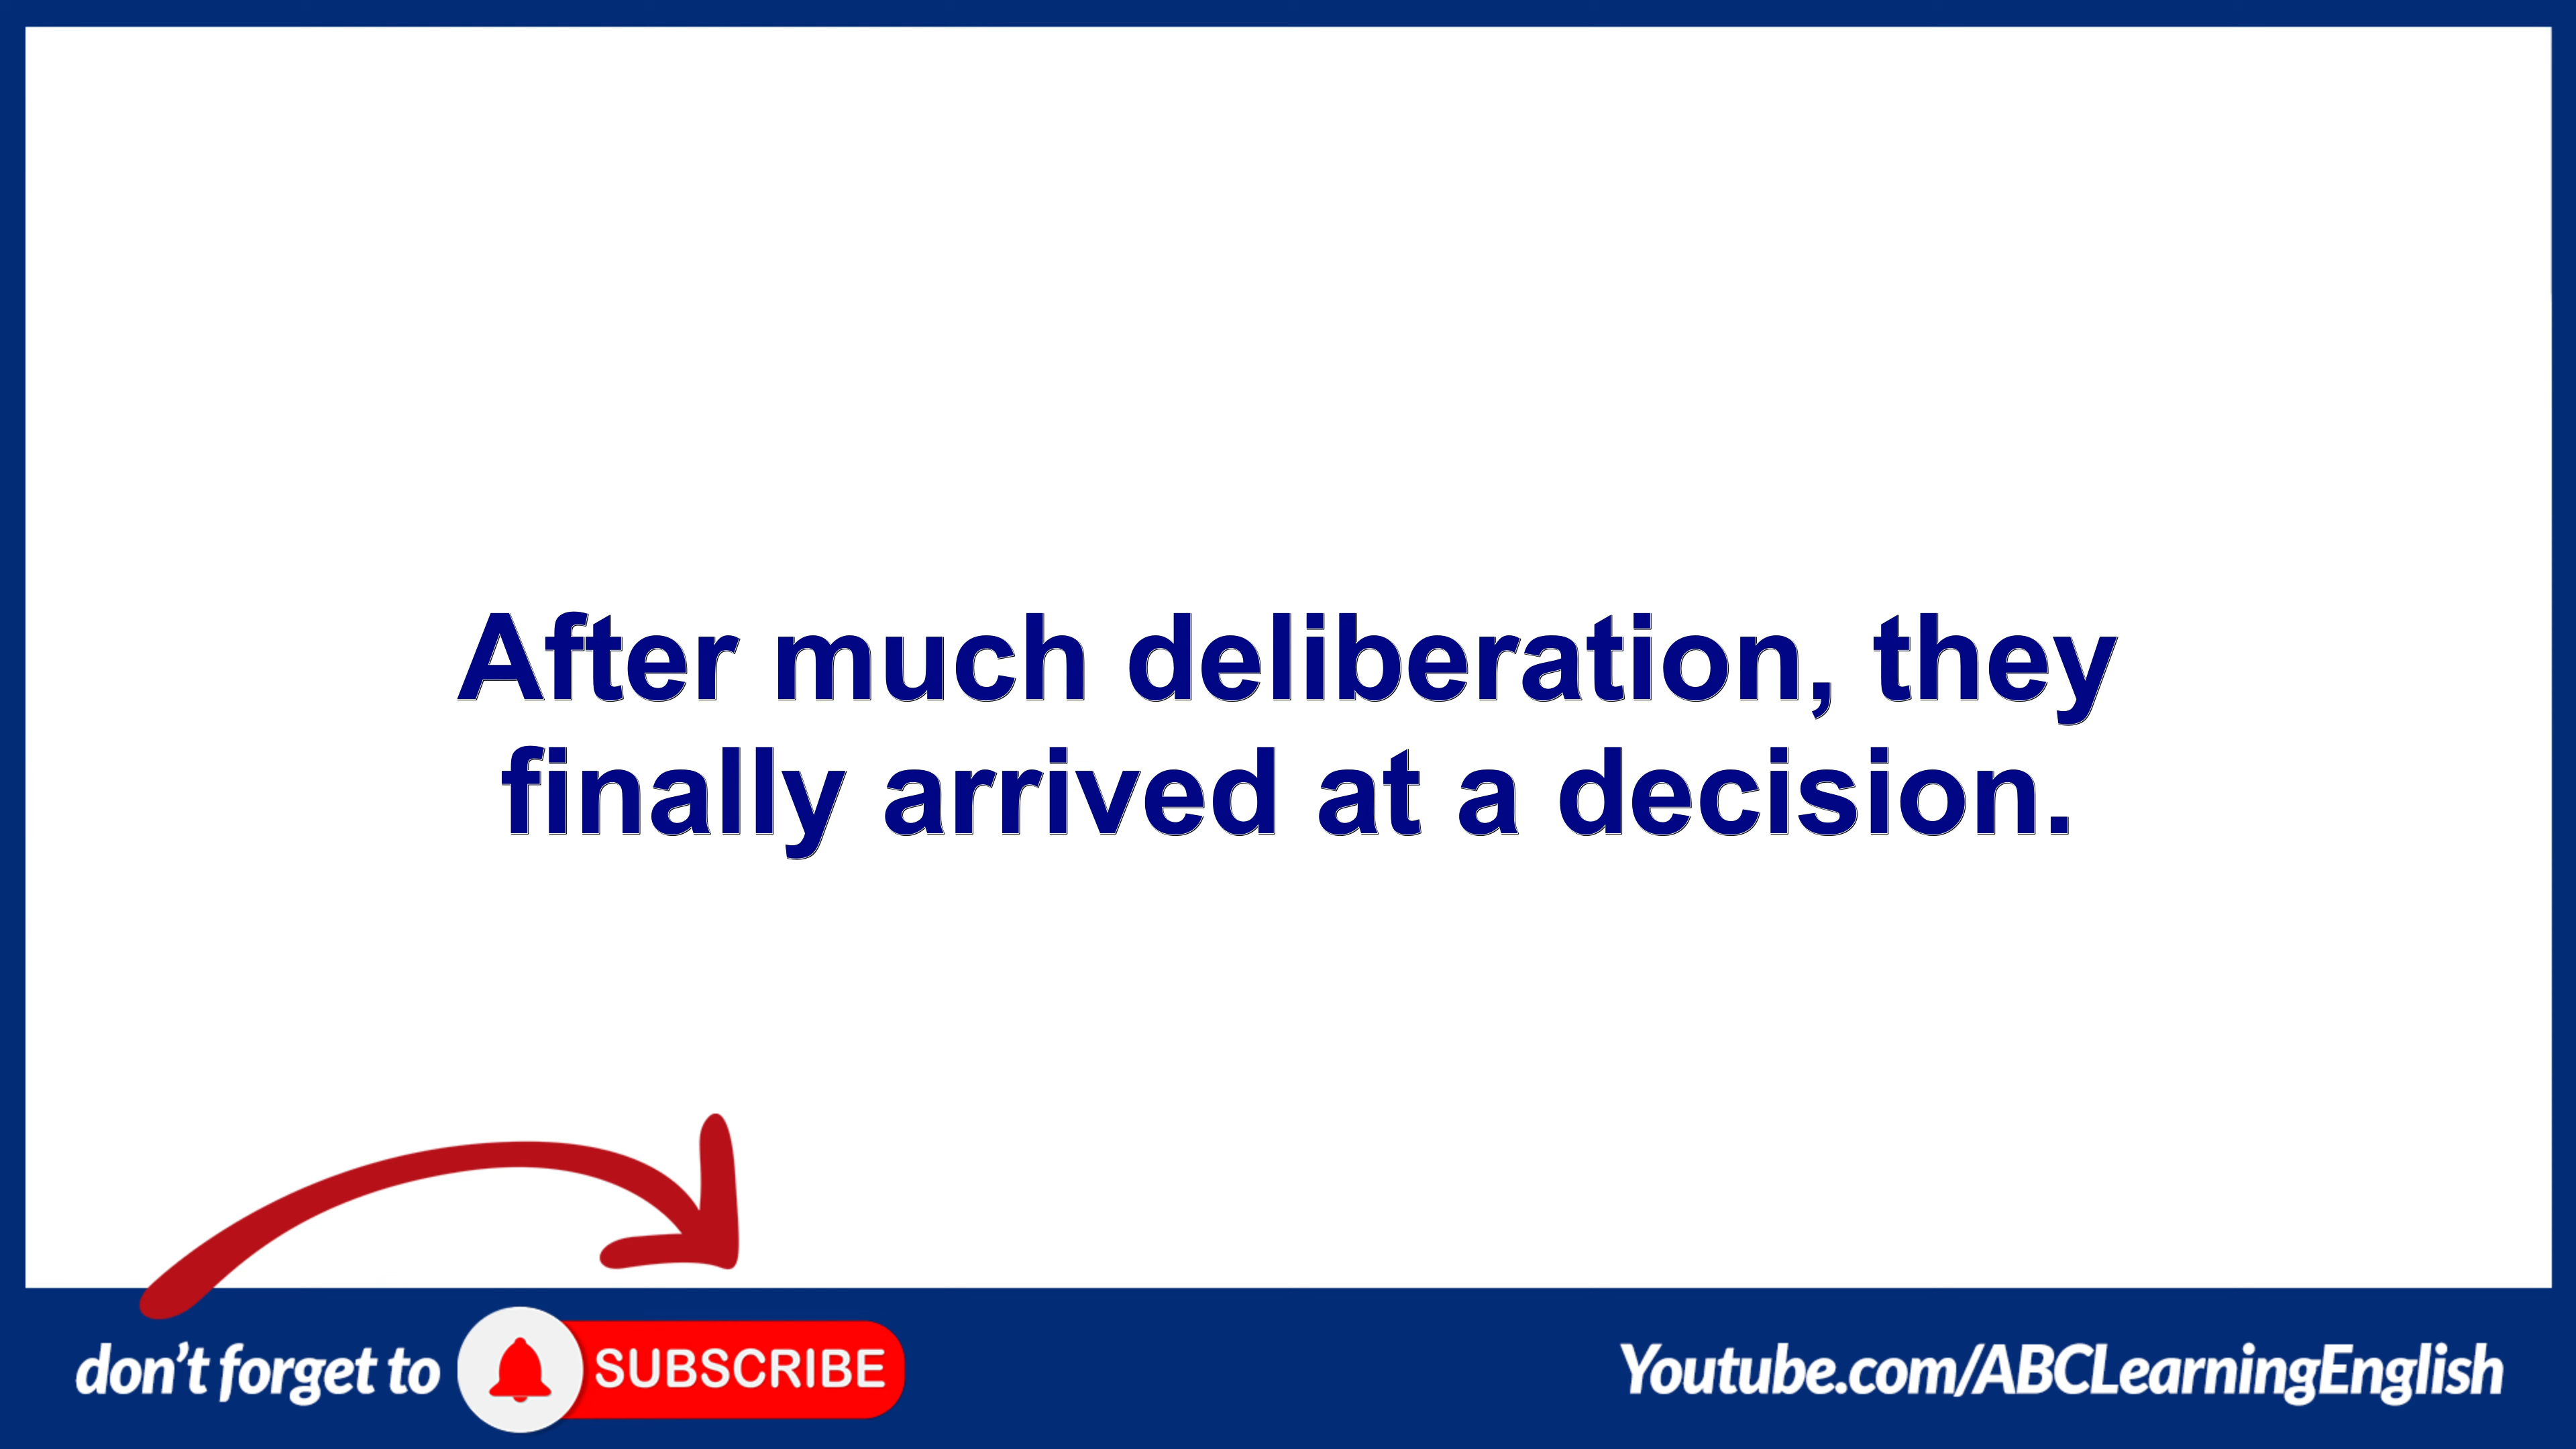 After much deliberation, they
finally arrived at a decision.
don't forget to SUBSCRIBE
Youtube.com/ABCLearningEnglish